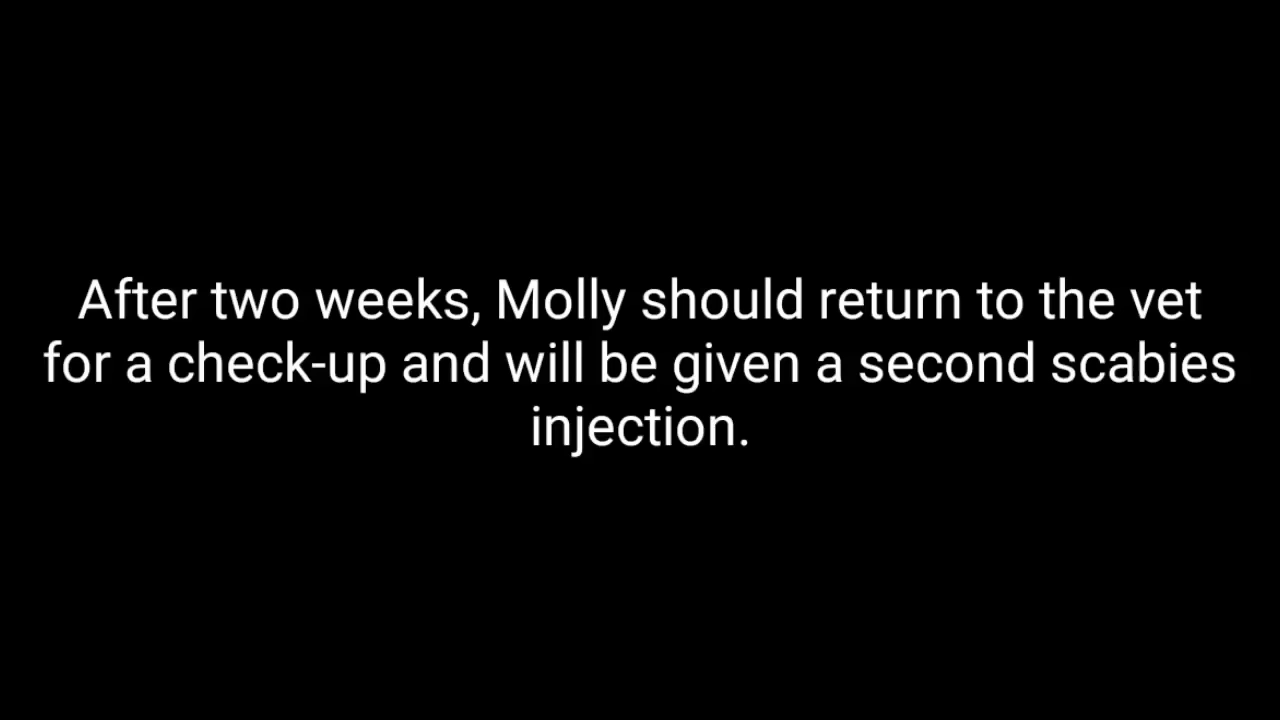 After two weeks, Molly should return to the vet
for a check-up and will be given a second scabies
injection.